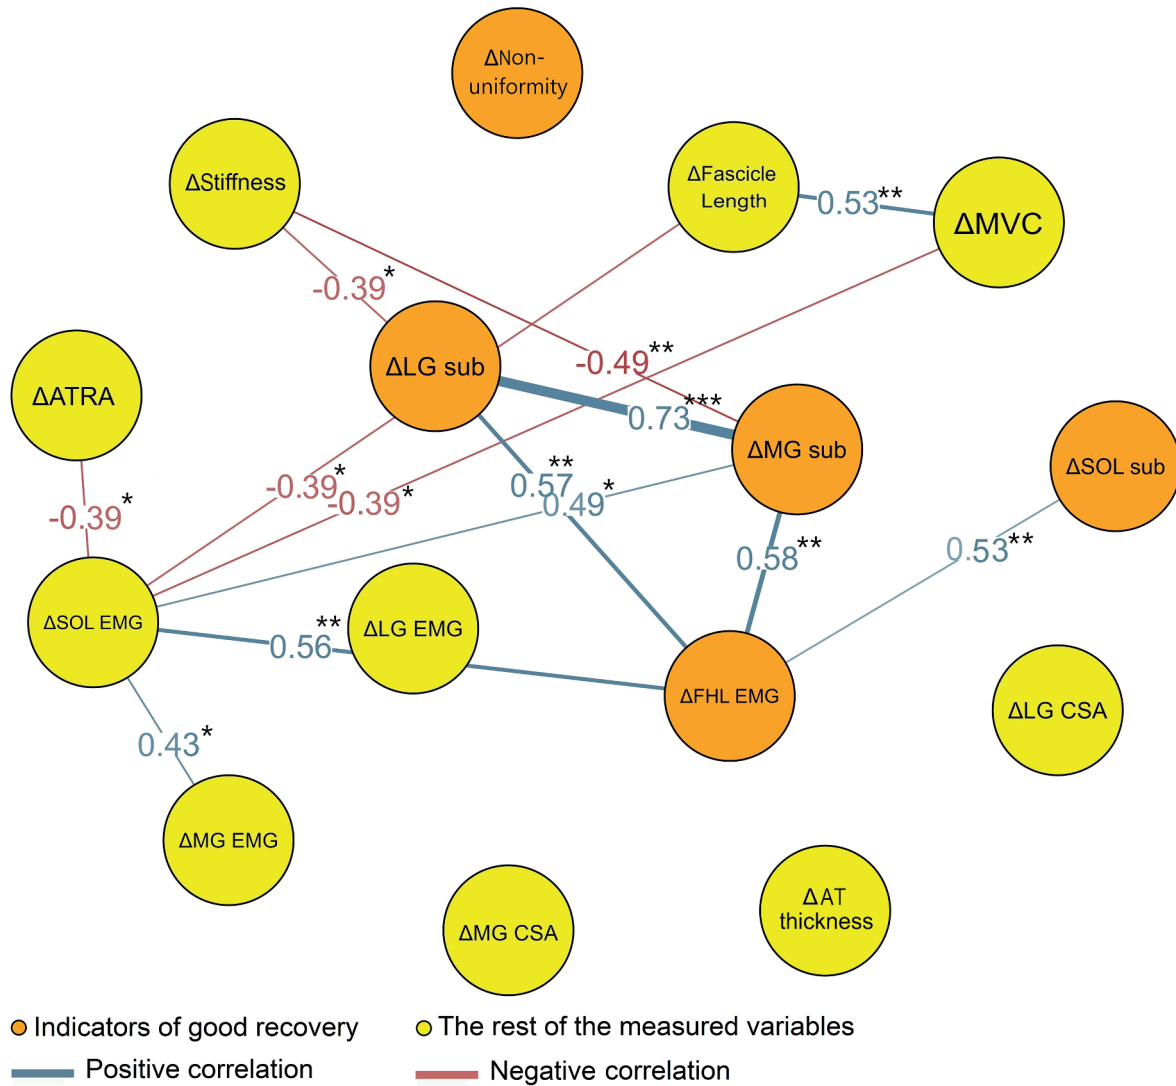 ΔNon-
uniformity
ΔStiffness
ΔFascicle
Length
0.53**
ΔMVC
-0.39*
ΔLG sub
-0.49**
ΔATRA
0.73***
ΔMG sub
ΔSOL sub
-0.39*
-0.39*
0.57**
0.49*
-0.39*
0.58**
0.53**
ΔSOL EMG
0.56**
ΔLG EMG
ΔFHL EMG
ΔLG CSA
0.43*
ΔMG EMG
ΔMG CSA
ΔAT
thickness
Indicators of good recovery
The rest of the measured variables
Positive correlation
Negative correlation